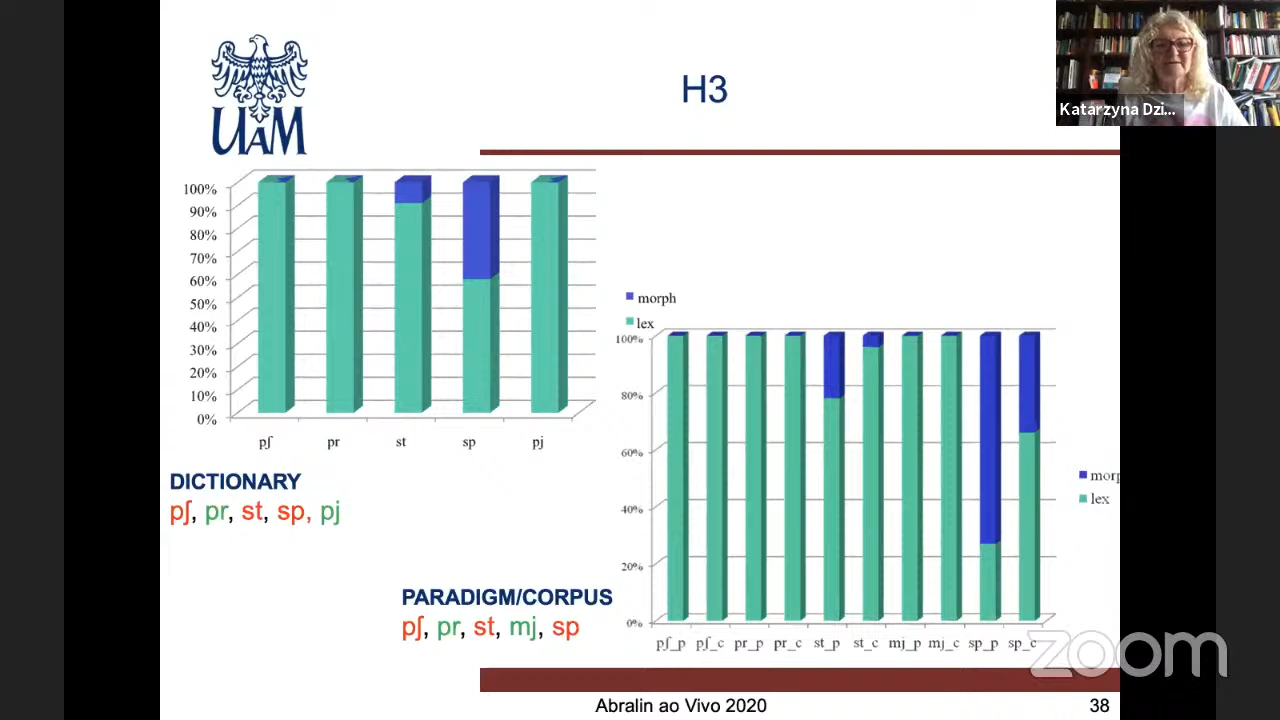 H3
Katarzyna Dzi...
UAM
100%
90%
80%
70%
60%
50%
40%
30%
20%
10%
0%
pʃ pr st sp pj
morph
lex
DICTIONARY
pʃ, pr, st, sp, pj
100%
80%
60%
40%
20%
0%
pʃ_p pʃ_c pr_p pr_c st_p st_c mj_p mj_c sp_p sp_c
morp
lex
PARADIGM/CORPUS
pʃ, pr, st, mj, sp
zoom
Abralin ao Vivo 2020
38